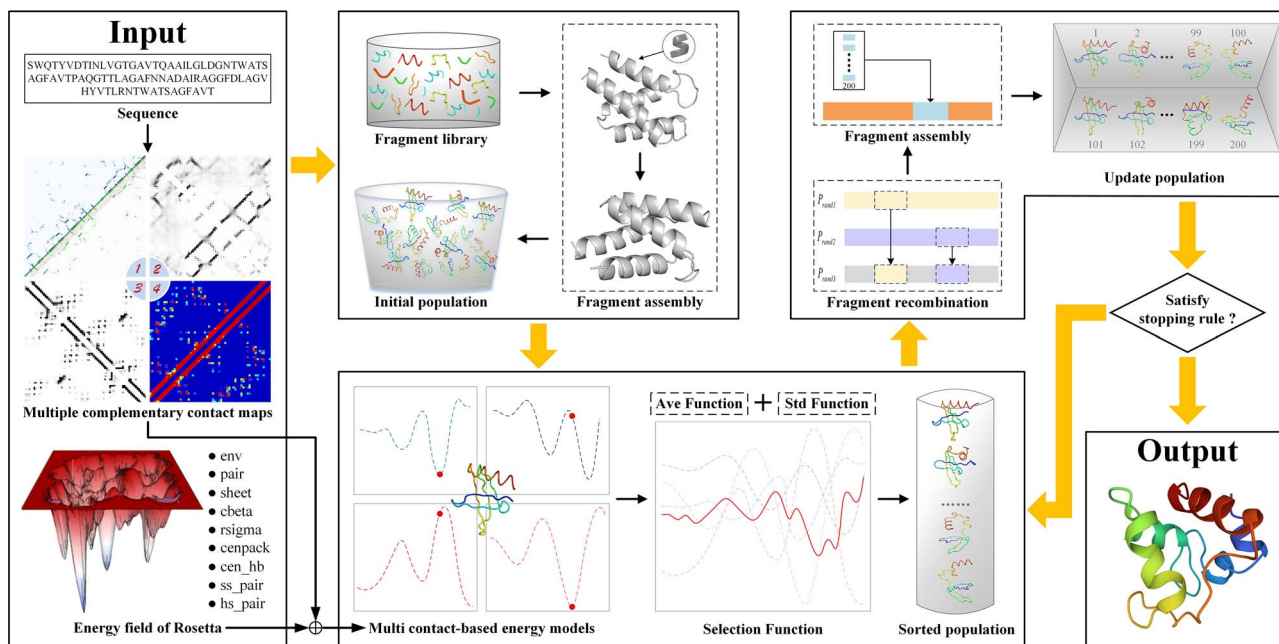 Input
SWQTYVDTINLVGTGAVTQAAILGLDGNTWATS
AGFAVTPAQGTTLAGAFNNADAIRAGGFDLAGV
HYVTLRNTWATSAGFAVT
Sequence
1 2
3 4
Multiple complementary contact maps
env
pair
sheet
cbeta
rsigma
cenpack
cen_hb
ss_pair
hs_pair
Energy field of Rosetta
Fragment library
Initial population
Fragment assembly
Multi contact-based energy models
Ave Function + Std Function
Selection Function
Sorted population
1
200
Fragment assembly
Prand1
Prand2
Prand3
Fragment recombination
1 2 99 100
101 102 199 200
Update population
Satisfy
stopping rule ?
Output